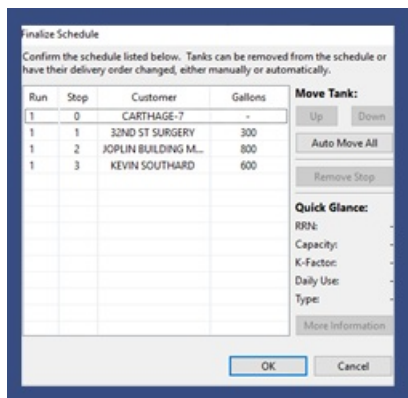 Finalize Schedule
Confirm the schedule listed below. Tanks can be removed from the schedule or
have their delivery order changed, either manually or automatically.
Run Stop Customer Gallons
1 0 CARTHAGE-7 -
1 1 32ND ST SURGERY 300
1 2 JOPLIN BUILDING M... 800
1 3 KEVIN SOUTHARD 600
Move Tank:
Up Down
Auto Move All
Remove Stop
Quick Glance:
RRN: -
Capacity: -
K-Factor: -
Daily Use: -
Type: -
More Information
OK Cancel